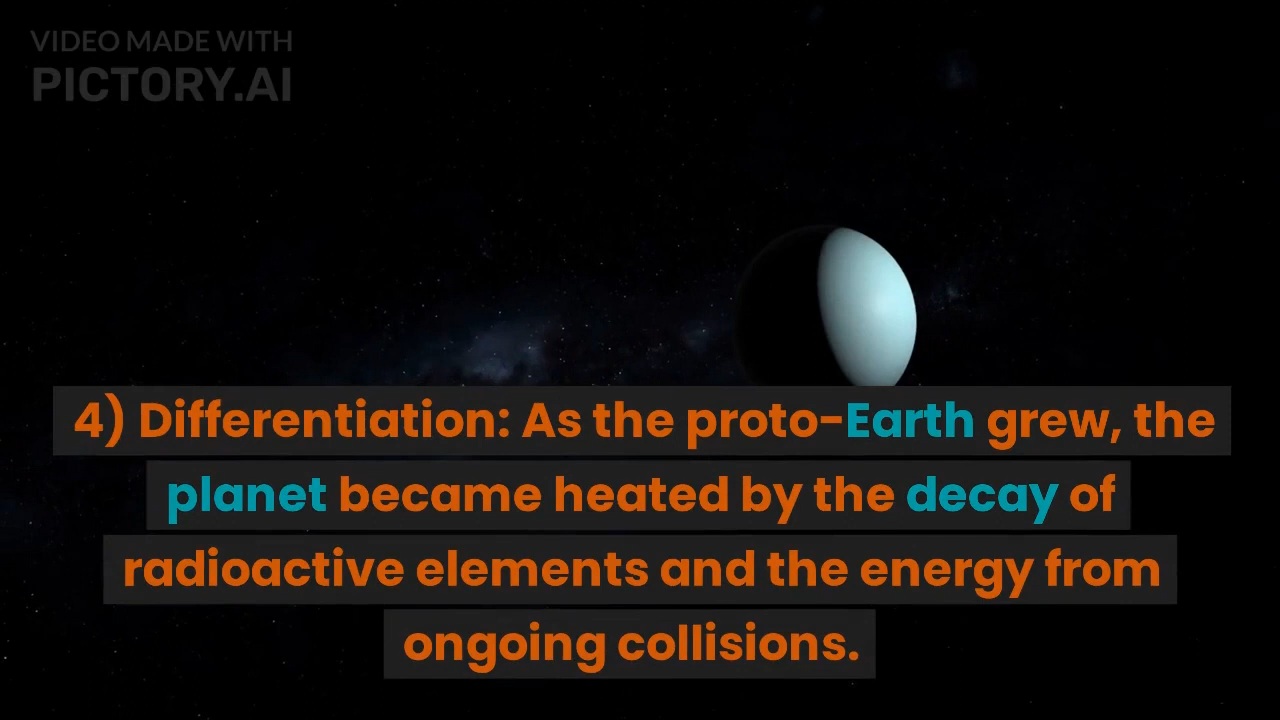 VIDEO MADE WITH
PICTORY.AI
4) Differentiation: As the proto-Earth grew, the
planet became heated by the decay of
radioactive elements and the energy from
ongoing collisions.